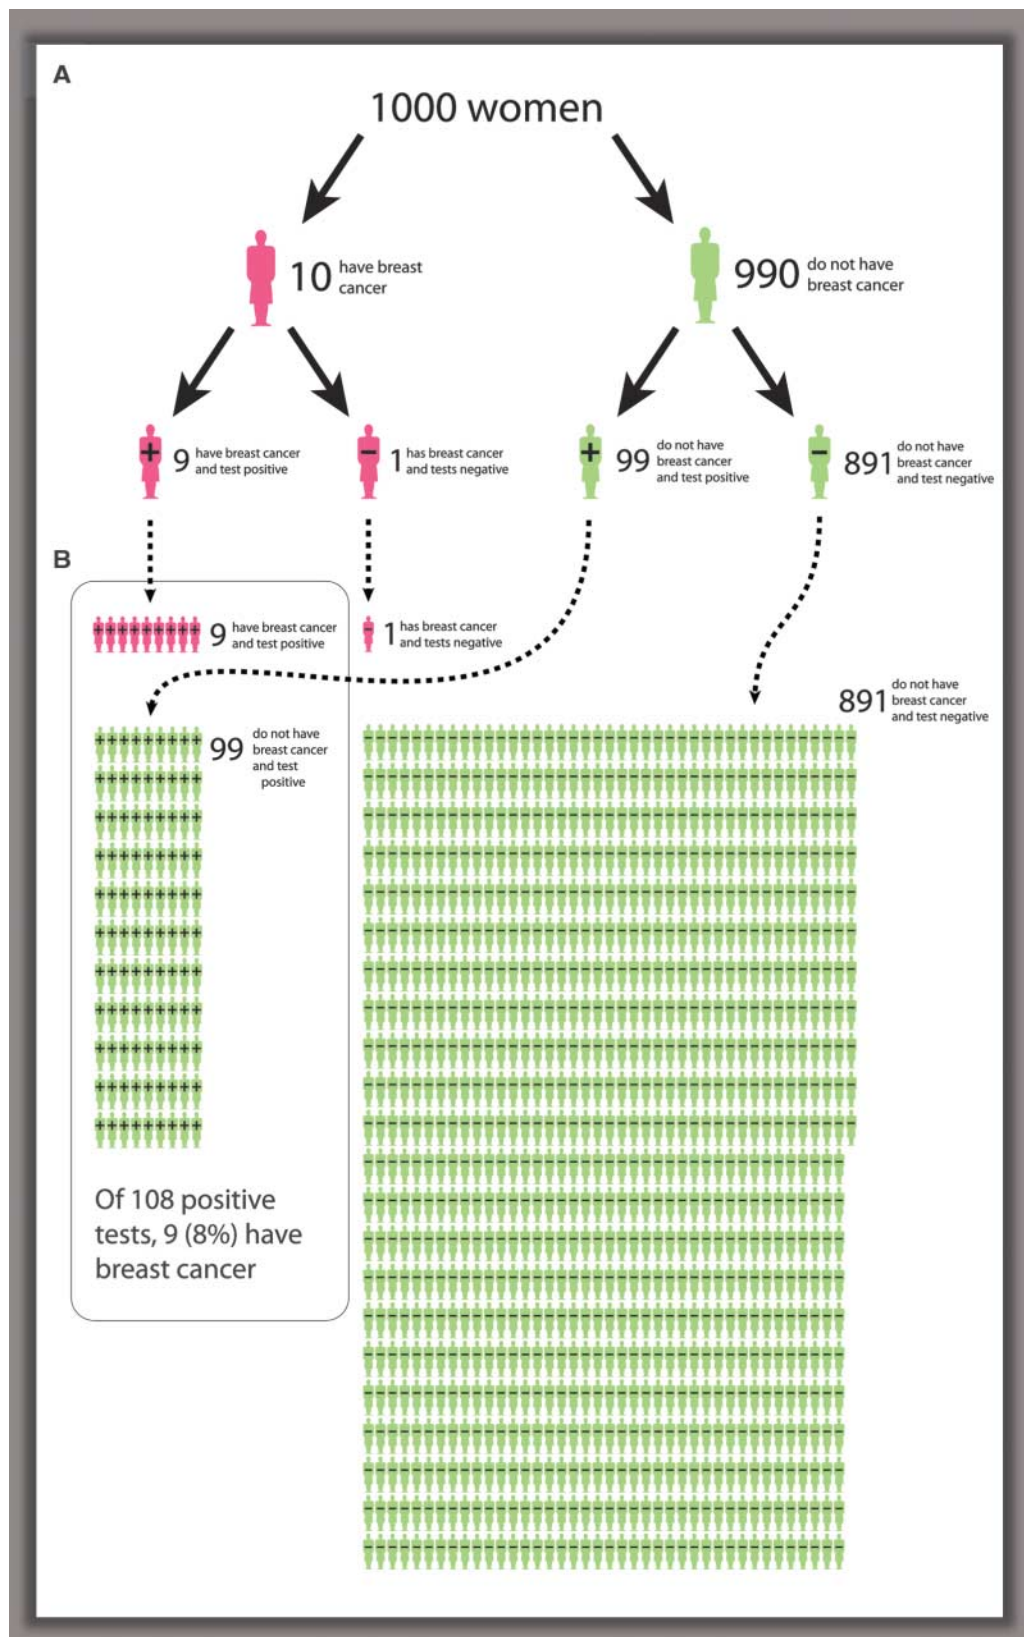 A
1000 women
10 have breast
cancer
990 do not have
breast cancer
9 have breast cancer
and test positive
1 has breast cancer
and tests negative
99 do not have
breast cancer
and test positive
891 do not have
breast cancer
and test negative
B
9 have breast cancer
and test positive
1 has breast cancer
and tests negative
891 do not have
breast cancer
and test negative
99 do not have
breast cancer
and test
positive
Of 108 positive
tests, 9 (8%) have
breast cancer